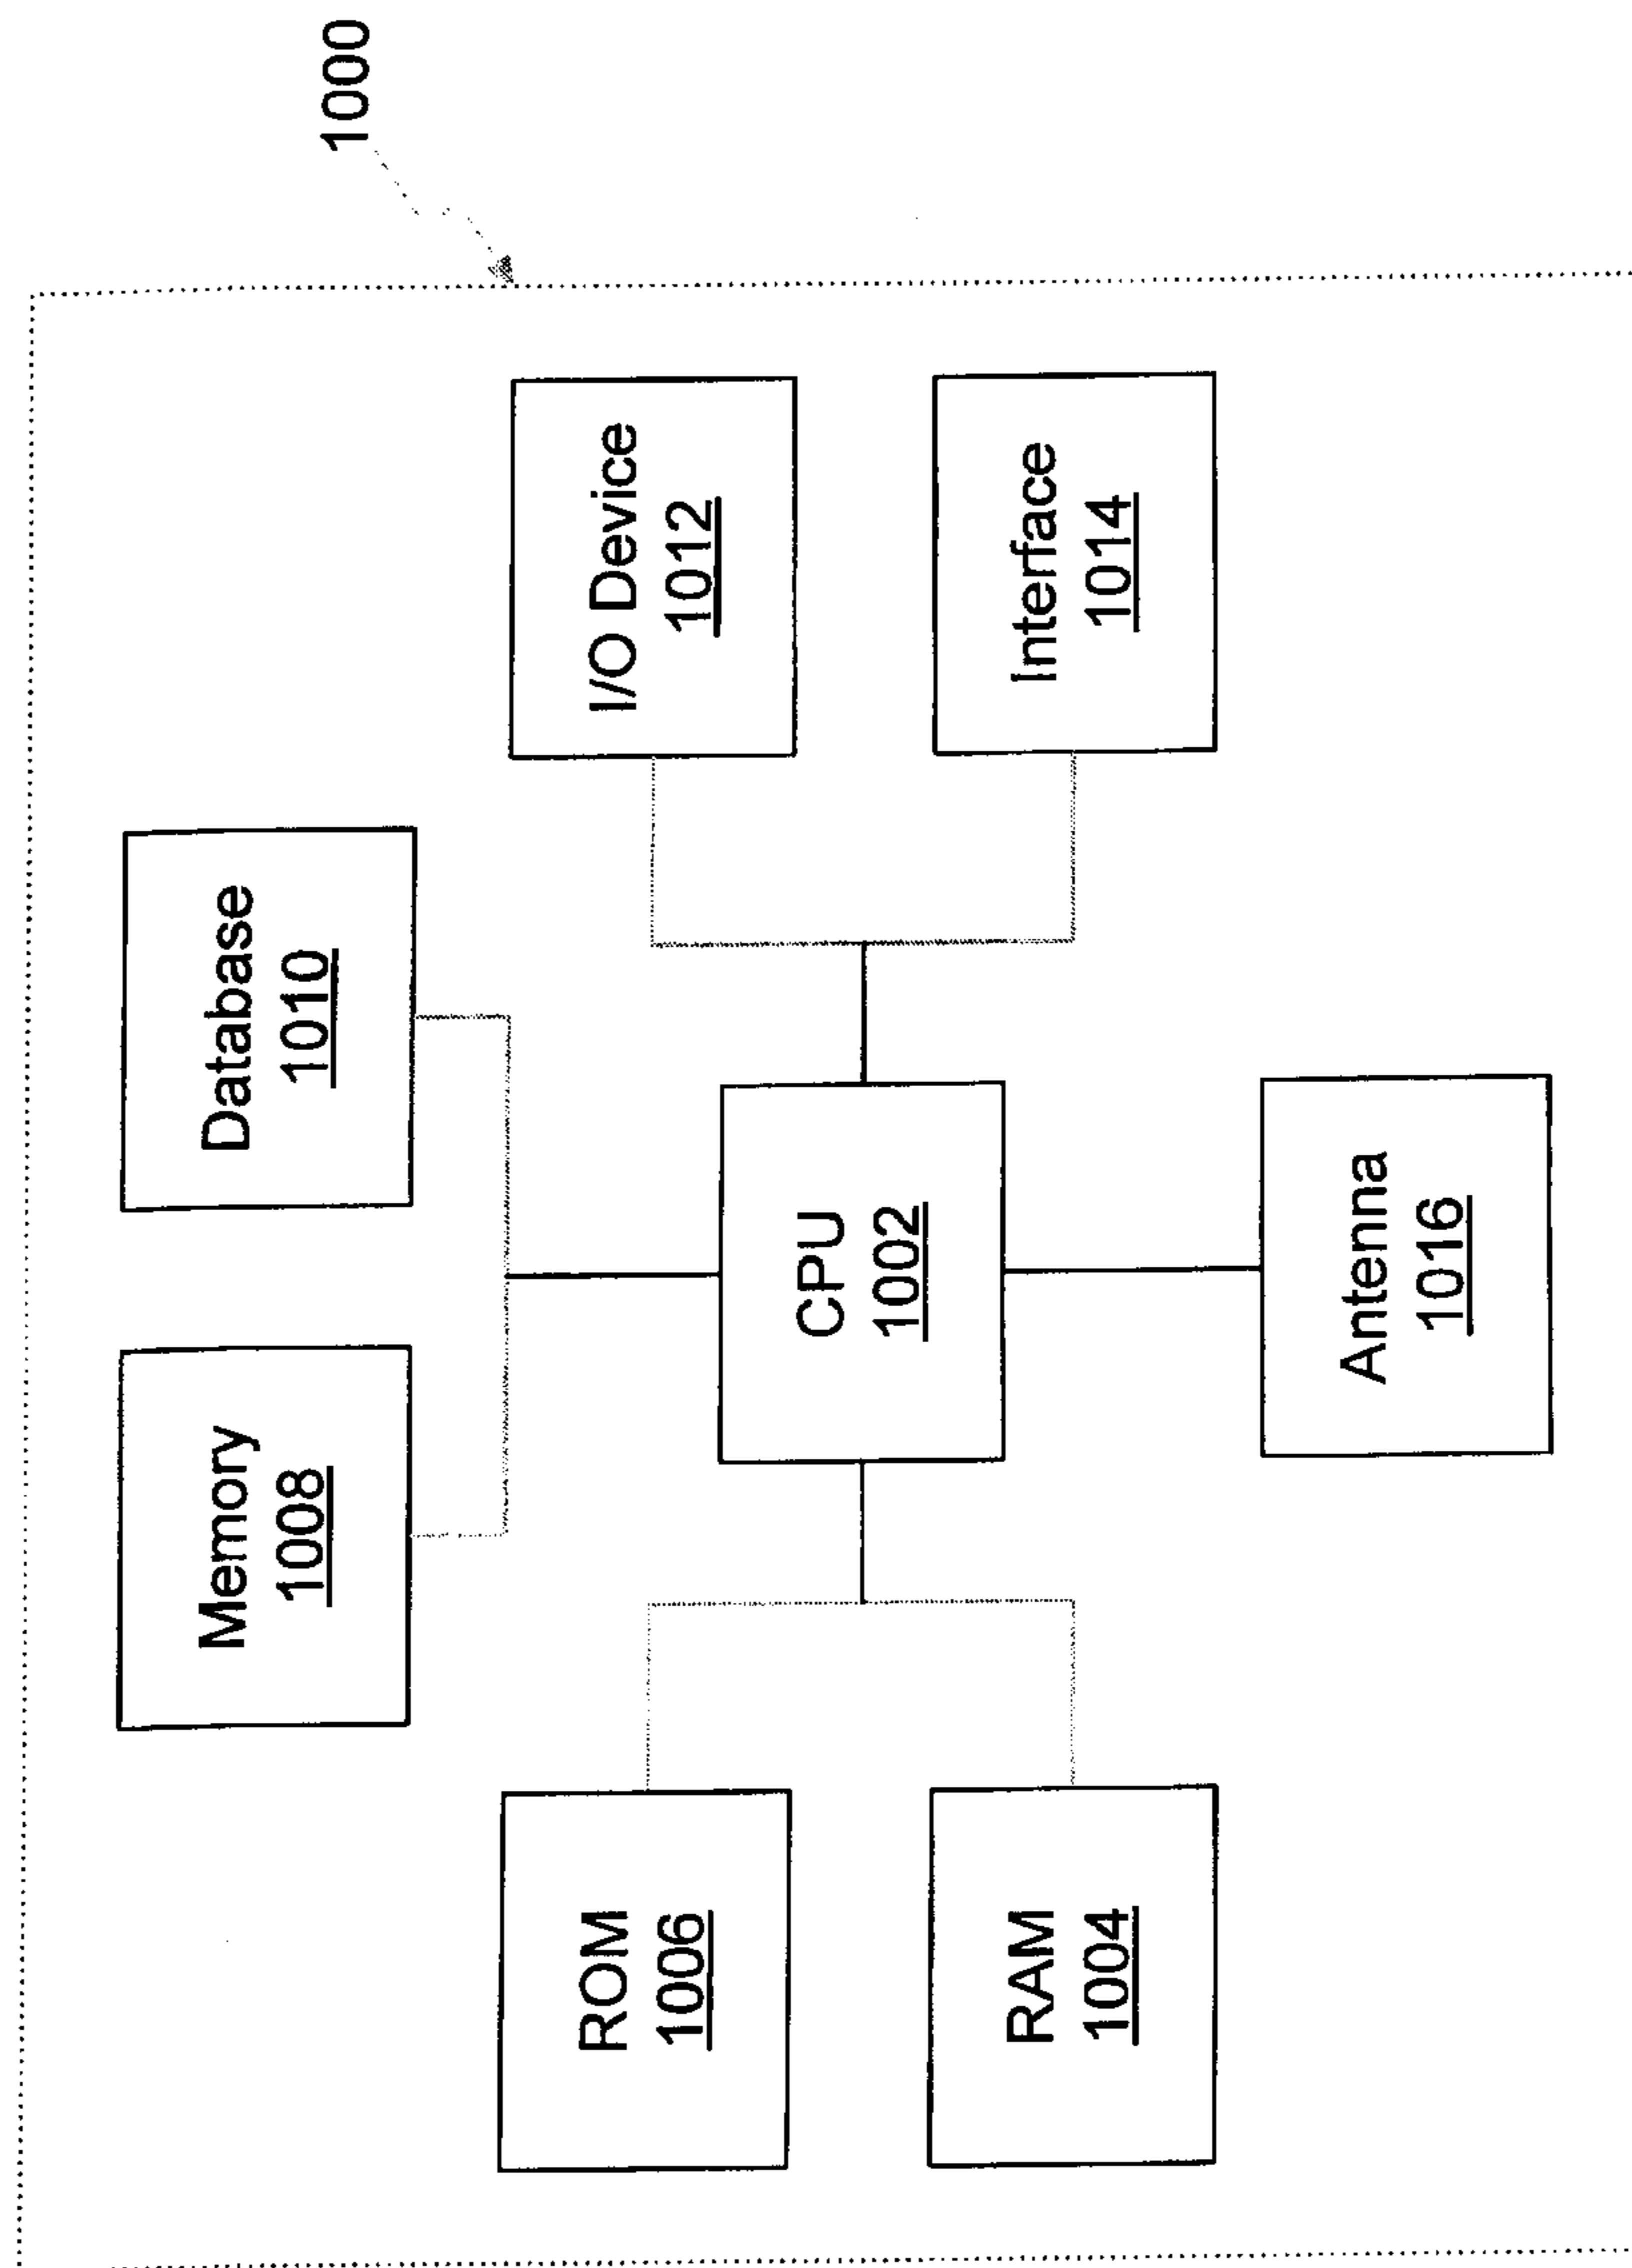 Memory
1008
Database
1010
1000
ROM
1006
I/O Device
1012
CPU
1002
RAM
1004
Interface
1014
Antenna
1016